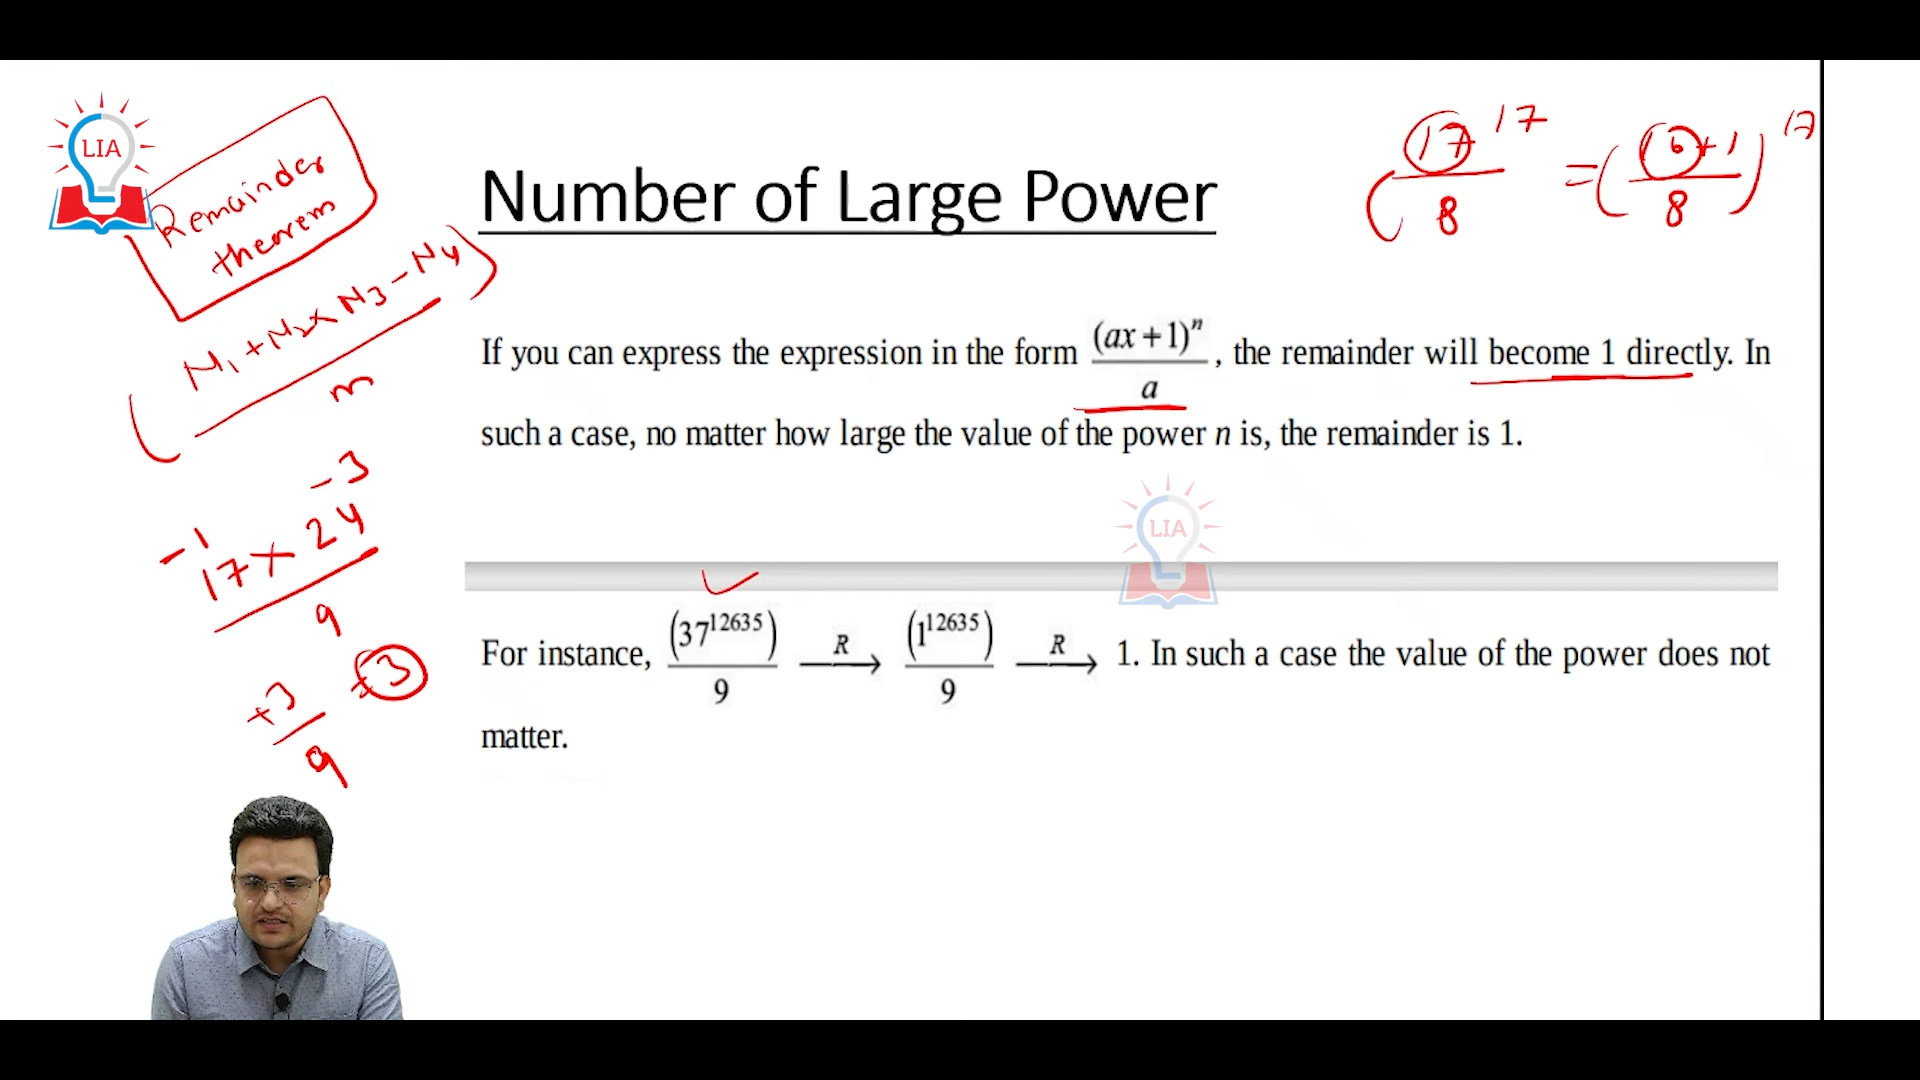 LIA
Remainder
theorem
Number of Large Power
17 17 = (16+1) 17
8 8
N1 + N2 × N3 - N4
m
If you can express the expression in the form (ax+1)^n / a, the remainder will become 1 directly. In
such a case, no matter how large the value of the power n is, the remainder is 1.
-1 -3
17 × 24
9
+3 = 3
9
LIA
For instance, (37^12635) / 9 —R→ (1^12635) / 9 —R→ 1. In such a case the value of the power does not
matter.